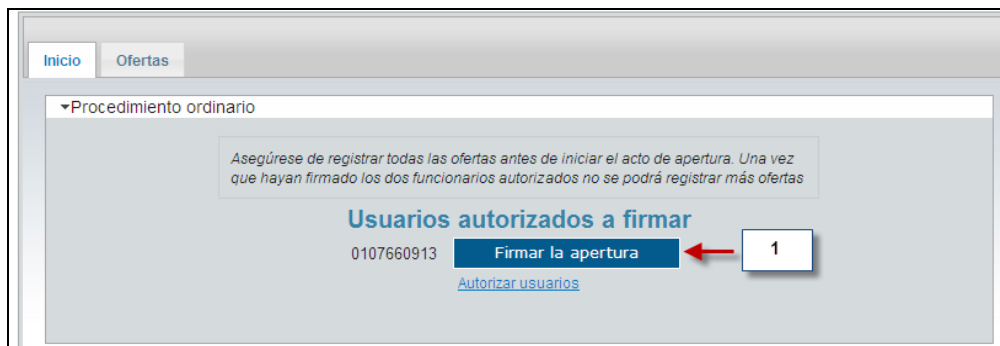 Inicio Ofertas
Procedimiento ordinario
Asegúrese de registrar todas las ofertas antes de iniciar el acto de apertura. Una vez
que hayan firmado los dos funcionarios autorizados no se podrá registrar más ofertas
Usuarios autorizados a firmar
0107660913 Firmar la apertura 1
Autorizar usuarios